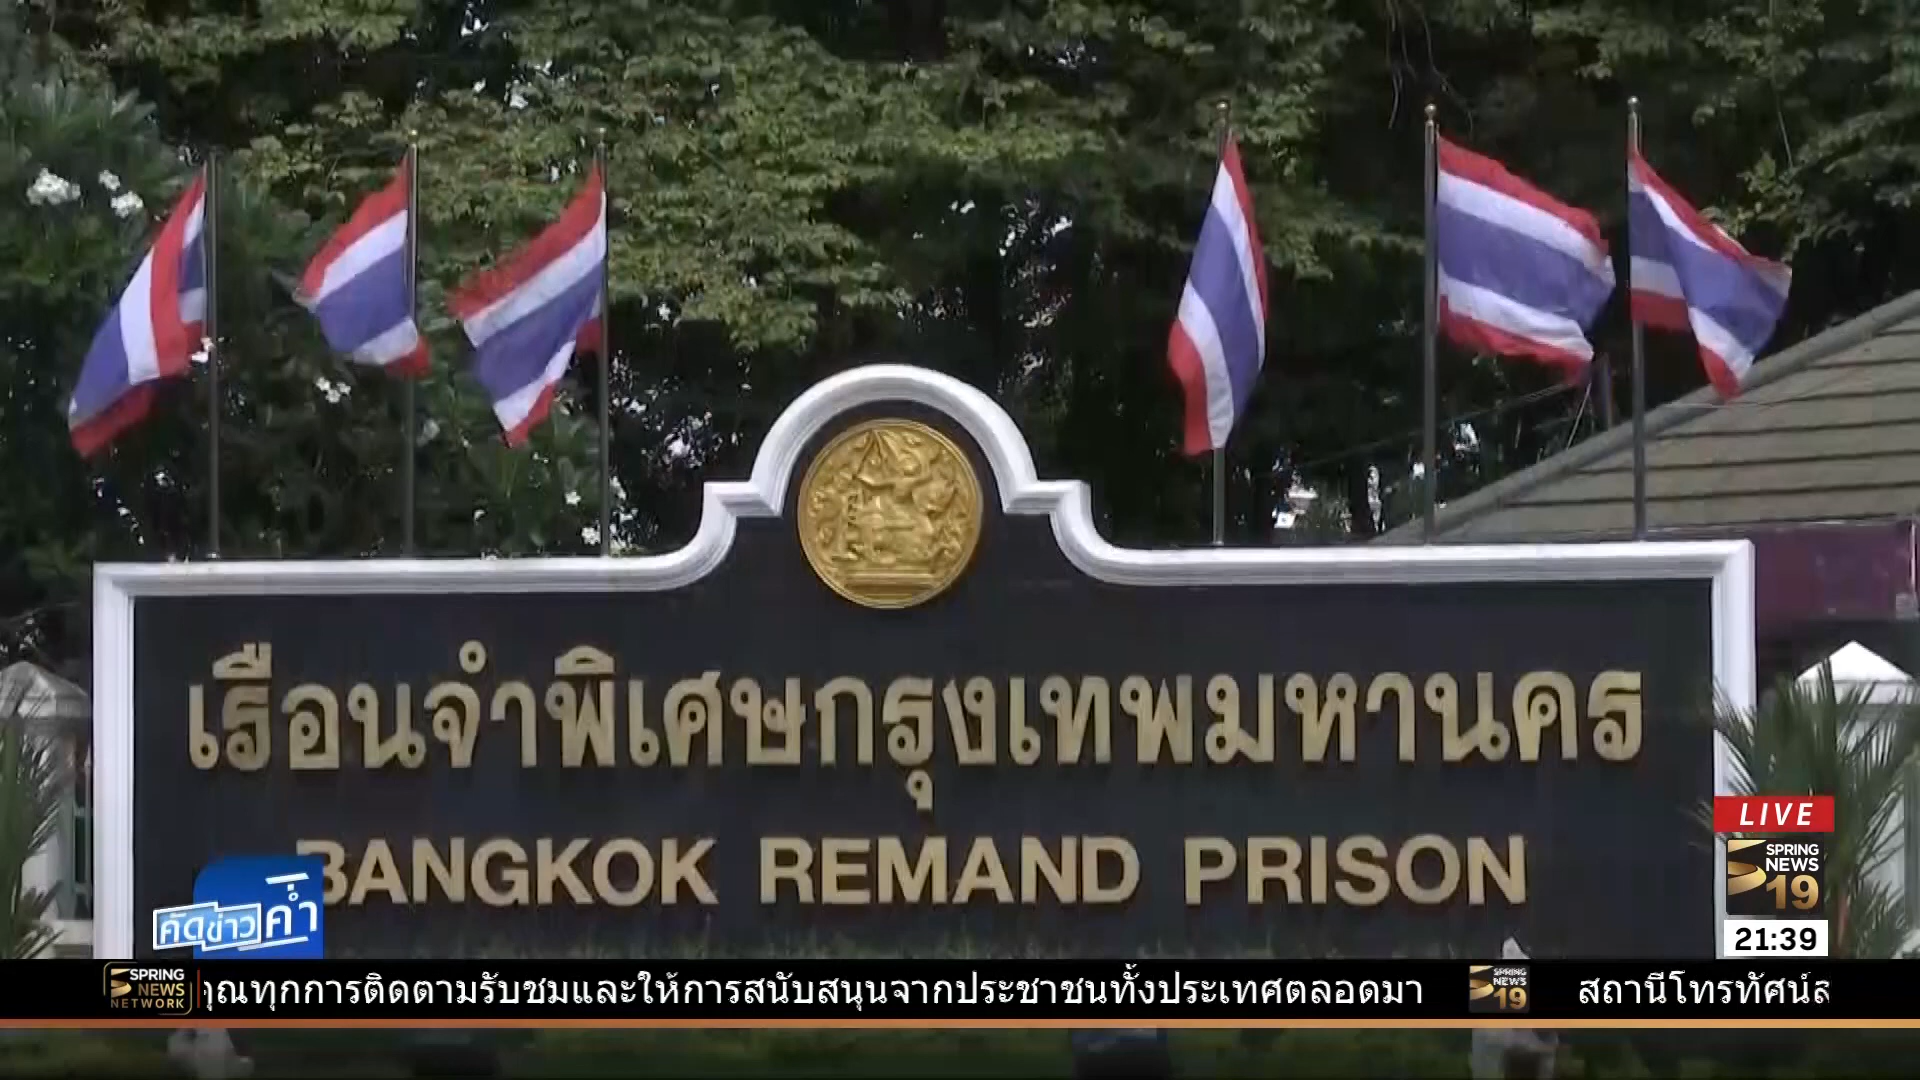 เรือนจำพิเศษกรุงเทพมหานคร
BANGKOK REMAND PRISON
LIVE
SPRING
NEWS
19
21:39
คัดข่าวค่ำ
SPRING
NEWS
NETWORK
ุณทุกการติดตามรับชมและให้การสนับสนุนจากประชาชนทั้งประเทศตลอดมา
SPRING
NEWS
19
สถานีโทรทัศน์ส